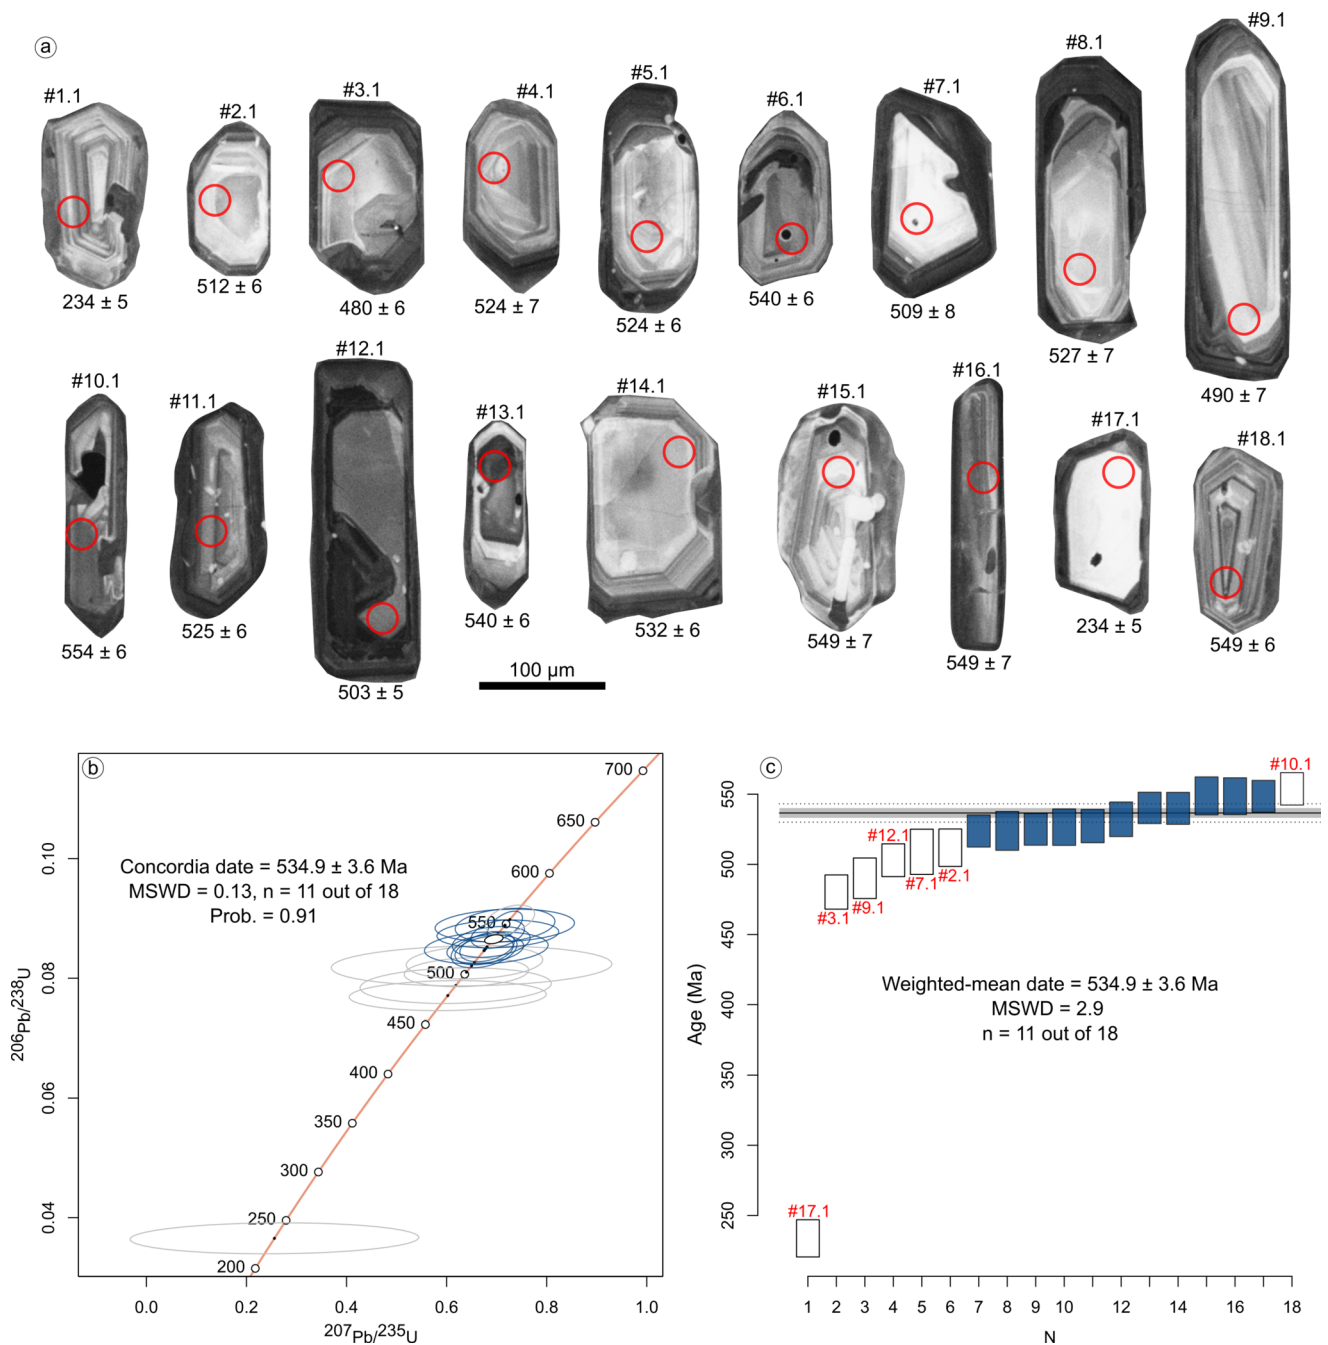 a
#1.1
#2.1
#3.1
#4.1
#5.1
#6.1
#7.1
#8.1
#9.1
234 ± 5
512 ± 6
480 ± 6
524 ± 7
524 ± 6
540 ± 6
509 ± 8
527 ± 7
490 ± 7
#10.1
#11.1
#12.1
#13.1
#14.1
#15.1
#16.1
#17.1
#18.1
554 ± 6
525 ± 6
503 ± 5
540 ± 6
532 ± 6
549 ± 7
549 ± 7
234 ± 5
549 ± 6
100 µm
b
Concordia date = 534.9 ± 3.6 Ma
MSWD = 0.13, n = 11 out of 18
Prob. = 0.91
700
650
600
550
500
450
400
350
300
250
200
0.10
0.08
0.06
0.04
206Pb/238U
0.0 0.2 0.4 0.6 0.8 1.0
207Pb/235U
c
#10.1
#12.1
#7.1
#2.1
#9.1
#3.1
#17.1
Weighted-mean date = 534.9 ± 3.6 Ma
MSWD = 2.9
n = 11 out of 18
550
500
450
400
350
300
250
Age (Ma)
1 2 3 4 5 6 7 8 9 10 12 14 16 18
N